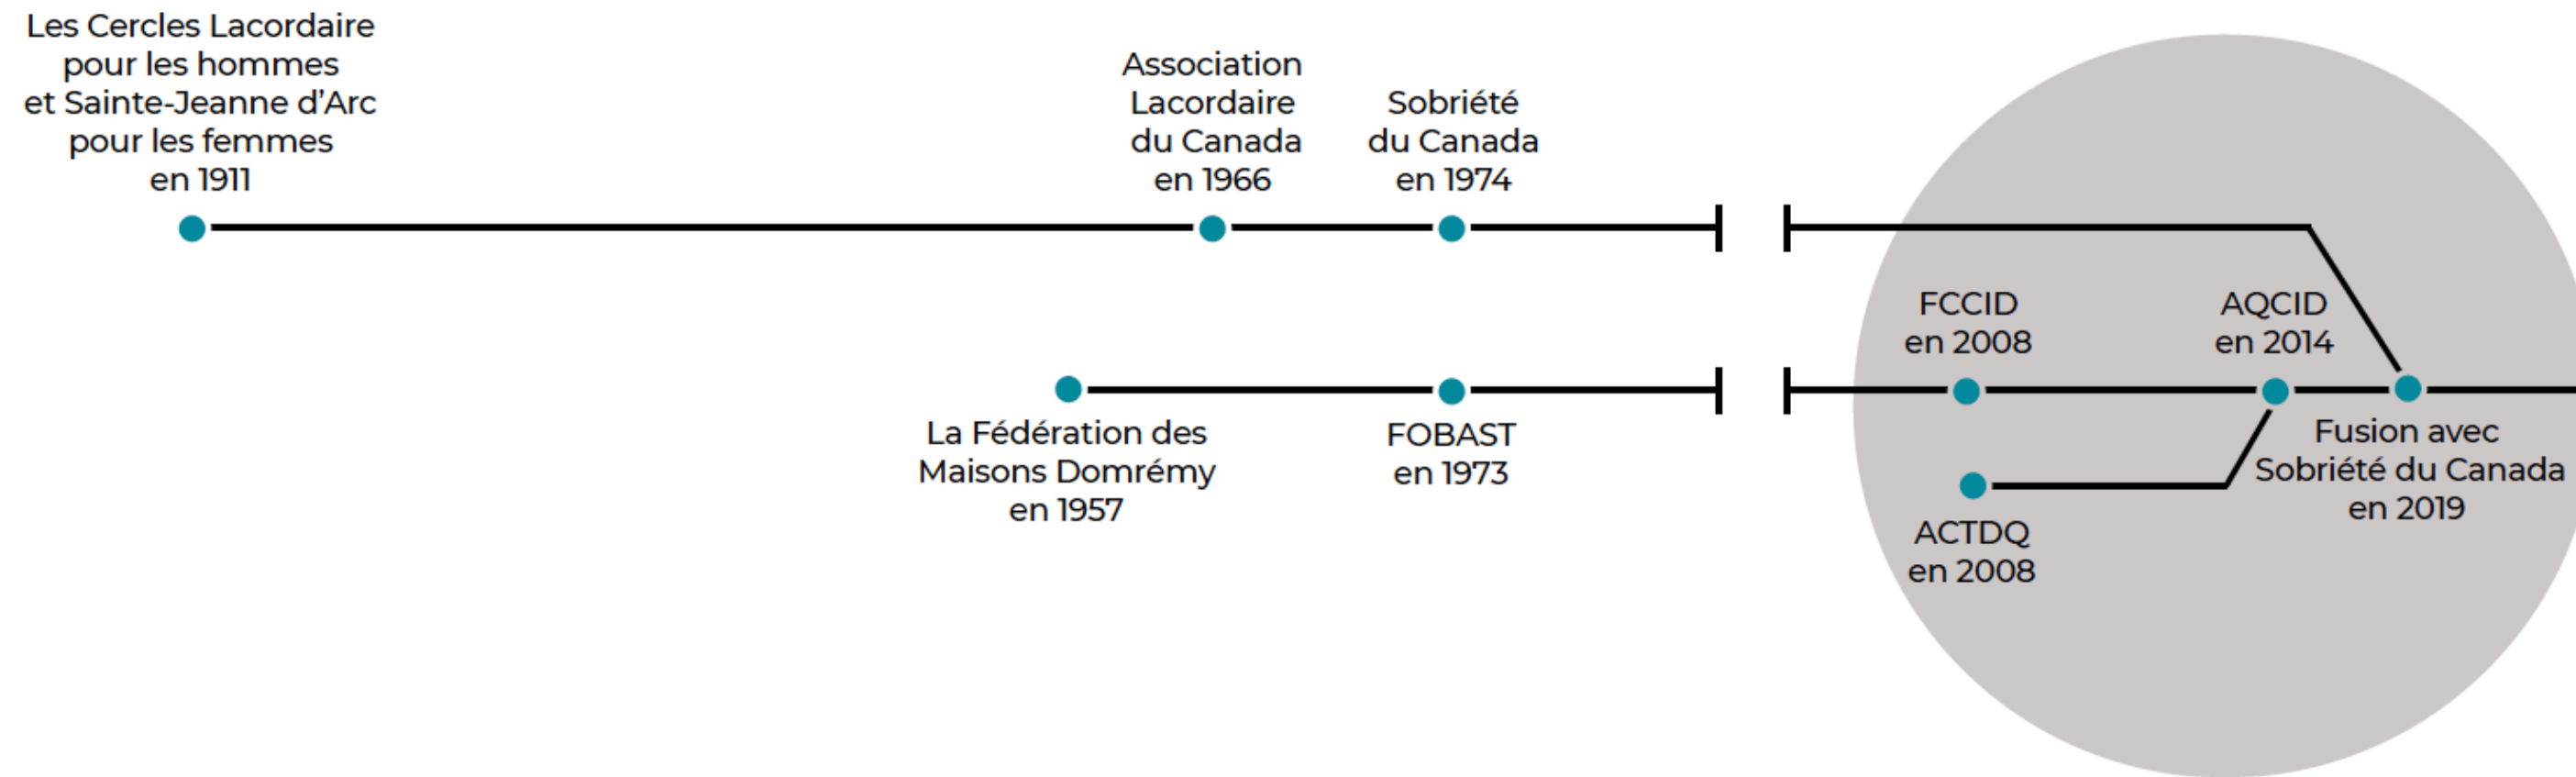 Les Cercles Lacordaire
pour les hommes
et Sainte-Jeanne d’Arc
pour les femmes
en 1911
Association
Lacordaire
du Canada
en 1966
Sobriété
du Canada
en 1974
La Fédération des
Maisons Domrémy
en 1957
FOBAST
en 1973
FCCID
en 2008
AQCID
en 2014
ACTDQ
en 2008
Fusion avec
Sobriété du Canada
en 2019